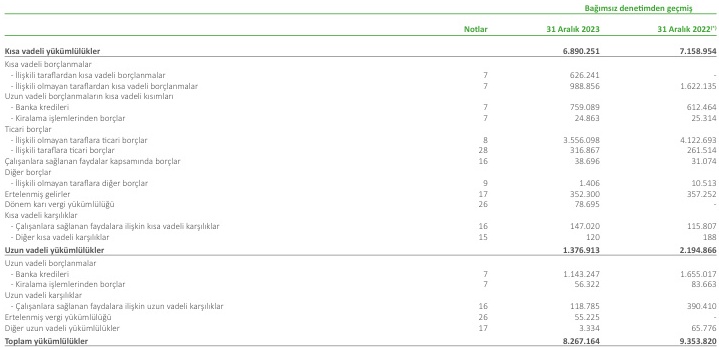 Bağımsız denetimden geçmiş
Notlar 31 Aralık 2023 31 Aralık 2022(*)
Kısa vadeli yükümlülükler 6.890.251 7.158.954
Kısa vadeli borçlanmalar
- İlişkili taraflardan kısa vadeli borçlanmalar 7 626.241 -
- İlişkili olmayan taraflardan kısa vadeli borçlanmalar 7 988.856 1.622.135
Uzun vadeli borçlanmaların kısa vadeli kısımları
- Banka kredileri 7 759.089 612.464
- Kiralama işlemlerinden borçlar 7 24.863 25.314
Ticari borçlar
- İlişkili olmayan taraflara ticari borçlar 8 3.556.098 4.122.693
- İlişkili taraflara ticari borçlar 28 316.867 261.514
Çalışanlara sağlanan faydalar kapsamında borçlar 16 38.696 31.074
Diğer borçlar
- İlişkili olmayan taraflara diğer borçlar 9 1.406 10.513
Ertelenmiş gelirler 17 352.300 357.252
Dönem karı vergi yükümlülüğü 26 78.695 -
Kısa vadeli karşılıklar
- Çalışanlara sağlanan faydalara ilişkin kısa vadeli karşılıklar 16 147.020 115.807
- Diğer kısa vadeli karşılıklar 15 120 188
Uzun vadeli yükümlülükler 1.376.913 2.194.866
Uzun vadeli borçlanmalar
- Banka kredileri 7 1.143.247 1.655.017
- Kiralama işlemlerinden borçlar 7 56.322 83.663
Uzun vadeli karşılıklar
- Çalışanlara sağlanan faydalara ilişkin uzun vadeli karşılıklar 16 118.785 390.410
Ertelenmiş vergi yükümlülüğü 26 55.225 -
Diğer uzun vadeli yükümlülükler 17 3.334 65.776
Toplam yükümlülükler 8.267.164 9.353.820